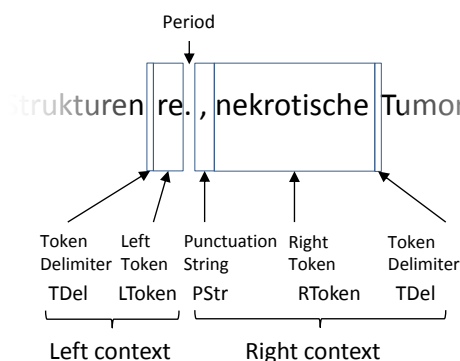 Period
Strukturen re. , nekrotische Tumor
Token Delimiter
Left Token
Punctuation String
Right Token
Token Delimiter
TDel LToken PStr RToken TDel
Left context Right context